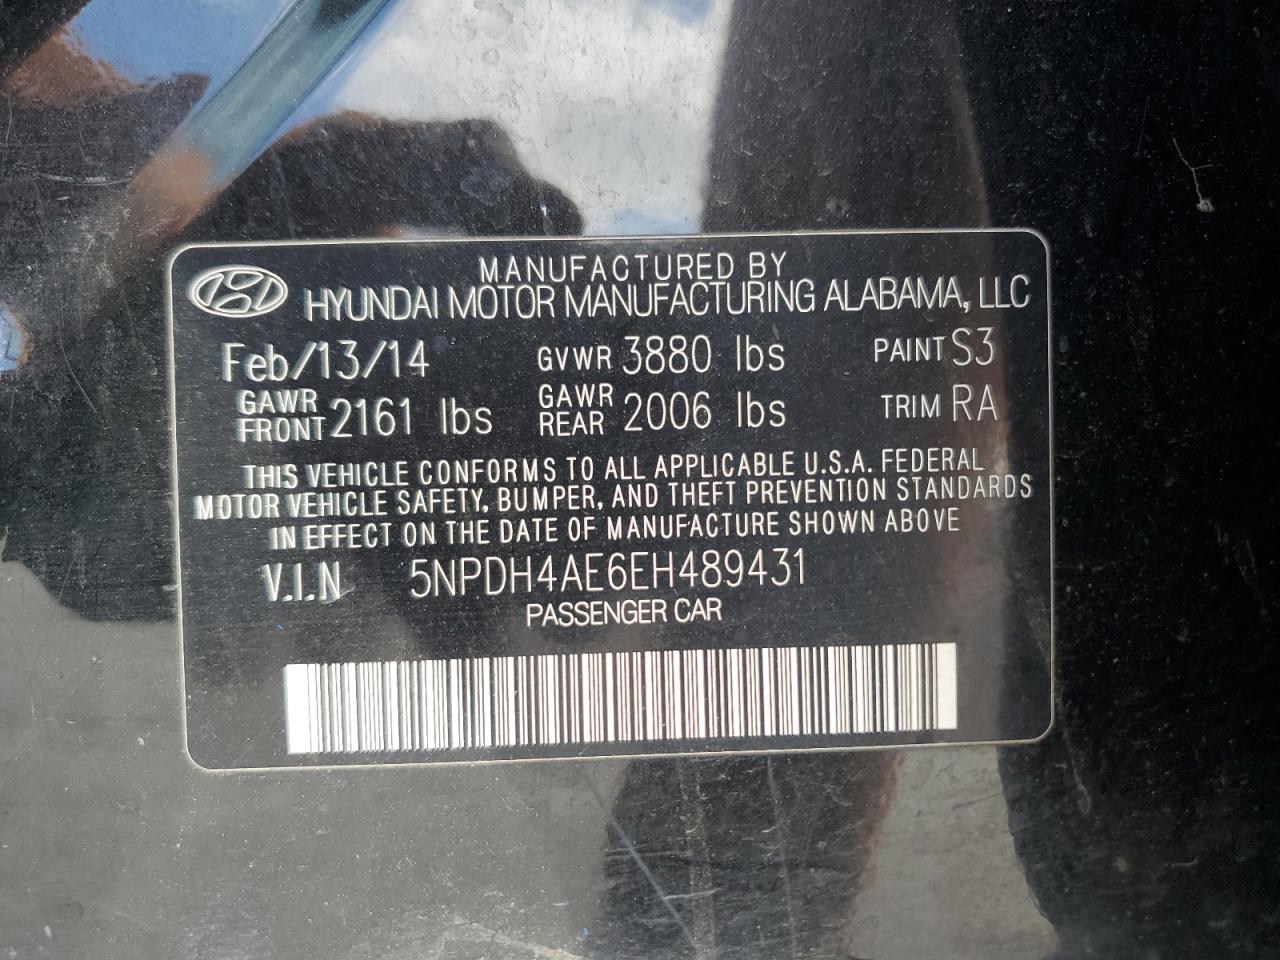 MANUFACTURED BY
HYUNDAI MOTOR MANUFACTURING ALABAMA, LLC
Feb/13/14 GVWR 3880 lbs PAINT S3
GAWR FRONT 2161 lbs GAWR REAR 2006 lbs TRIM RA
THIS VEHICLE CONFORMS TO ALL APPLICABLE U.S.A. FEDERAL
MOTOR VEHICLE SAFETY, BUMPER, AND THEFT PREVENTION STANDARDS
IN EFFECT ON THE DATE OF MANUFACTURE SHOWN ABOVE
V.I.N 5NPDH4AE6EH489431
PASSENGER CAR